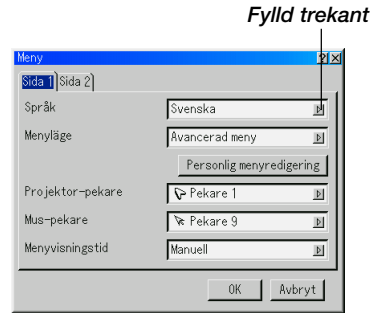 Fylld trekant
Meny
Sida 1 Sida 2
Språk Svenska
Menyläge Avancerad meny
Personlig menyredigering
Projektor-pekare Pekare 1
Mus-pekare Pekare 9
Menyvisningstid Manuell
OK Avbryt